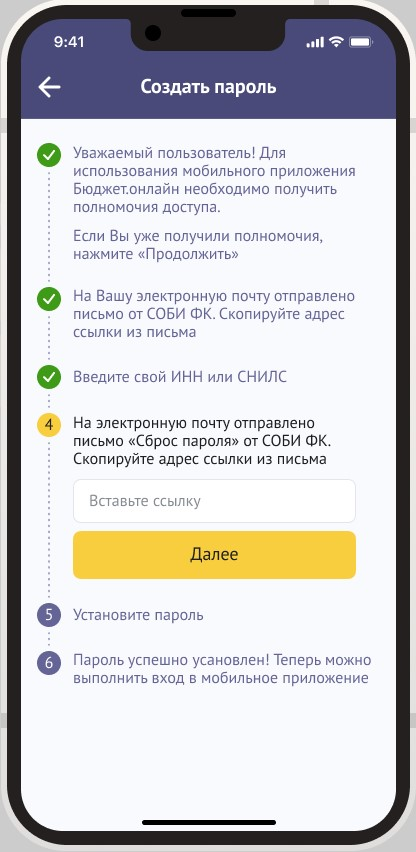 9:41
Создать пароль
Уважаемый пользователь! Для
использования мобильного приложения
Бюджет.онлайн необходимо получить
полномочия доступа.
Если Вы уже получили полномочия,
нажмите «Продолжить»
На Вашу электронную почту отправлено
письмо от СОБИ ФК. Скопируйте адрес
ссылки из письма
Введите свой ИНН или СНИЛС
4 На электронную почту отправлено
письмо «Сброс пароля» от СОБИ ФК.
Скопируйте адрес ссылки из письма
Вставьте ссылку
Далее
5 Установите пароль
6 Пароль успешно усановлен! Теперь можно
выполнить вход в мобильное приложение